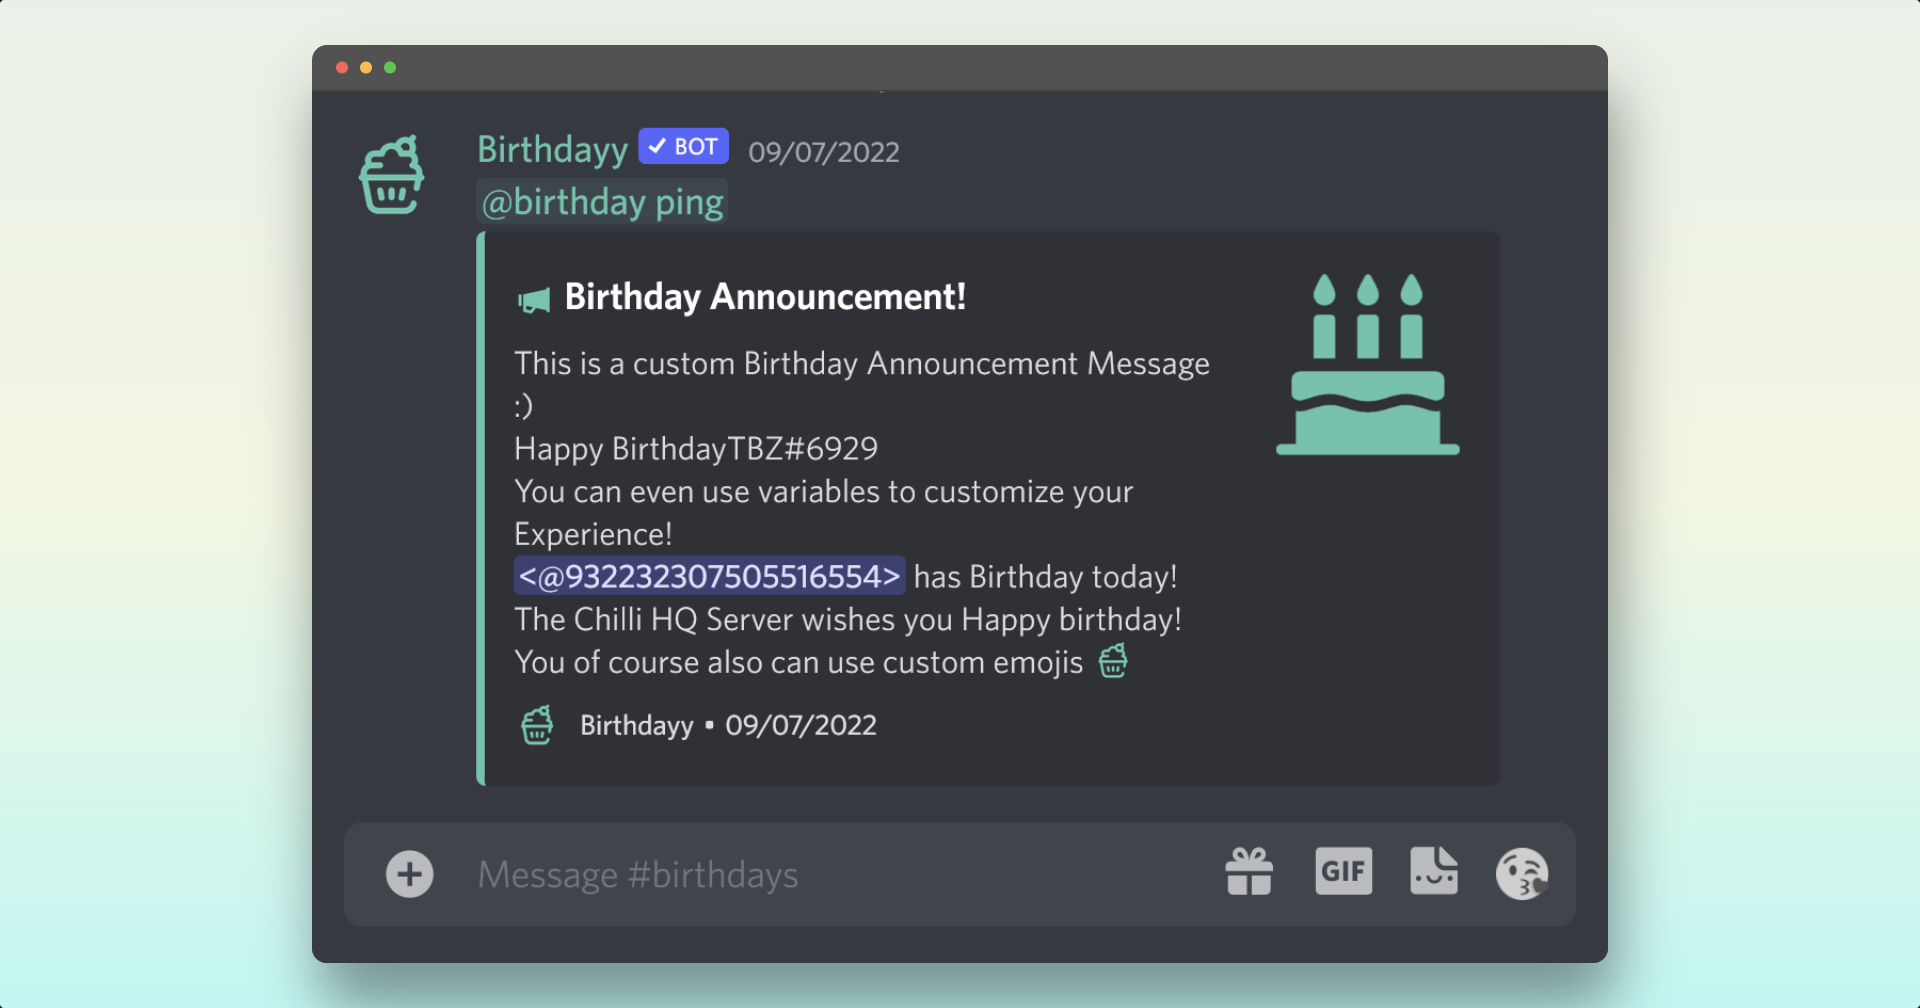 Birthdayy ✓ BOT 09/07/2022
@birthday ping
Birthday Announcement!
This is a custom Birthday Announcement Message
:)
Happy BirthdayTBZ#6929
You can even use variables to customize your
Experience!
<@932232307505516554> has Birthday today!
The Chilli HQ Server wishes you Happy birthday!
You of course also can use custom emojis
Birthdayy • 09/07/2022
Message #birthdays
GIF